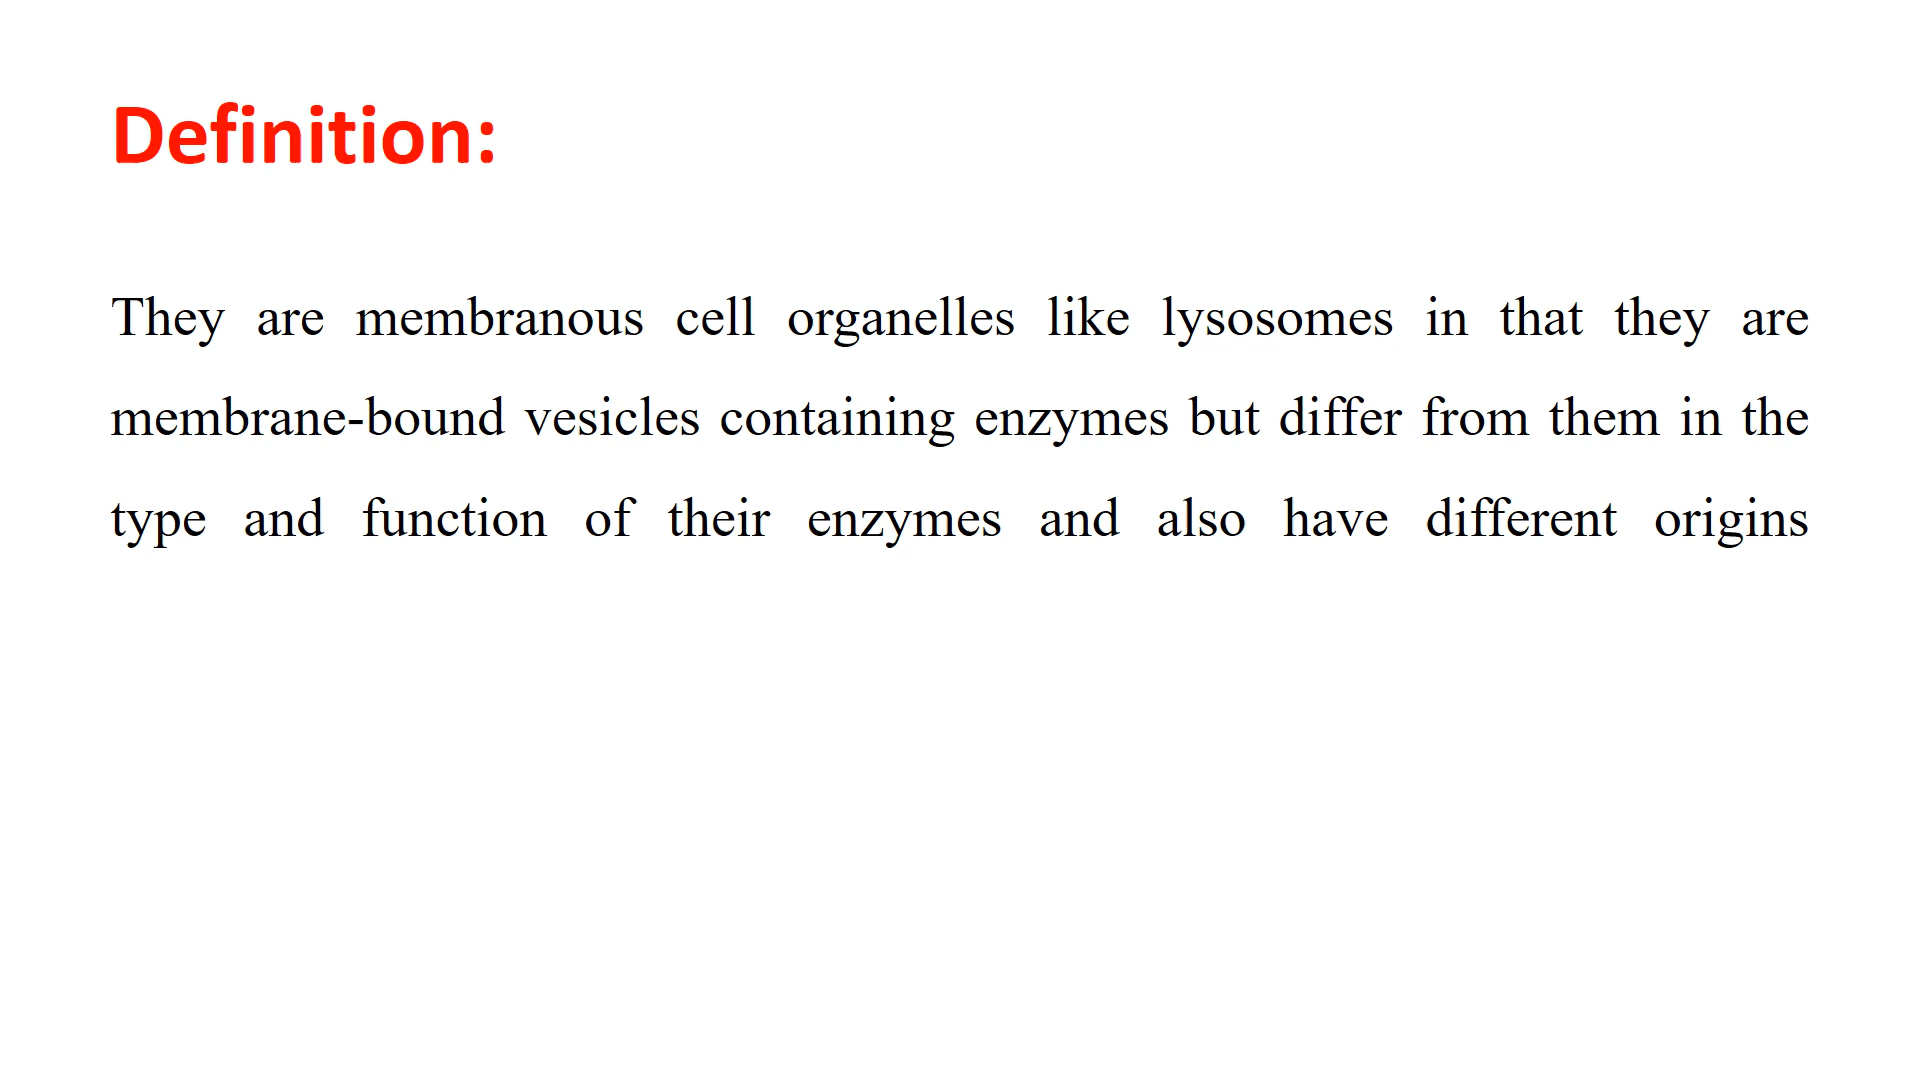 Definition:
They are membranous cell organelles like lysosomes in that they are
membrane-bound vesicles containing enzymes but differ from them in the
type and function of their enzymes and also have different origins